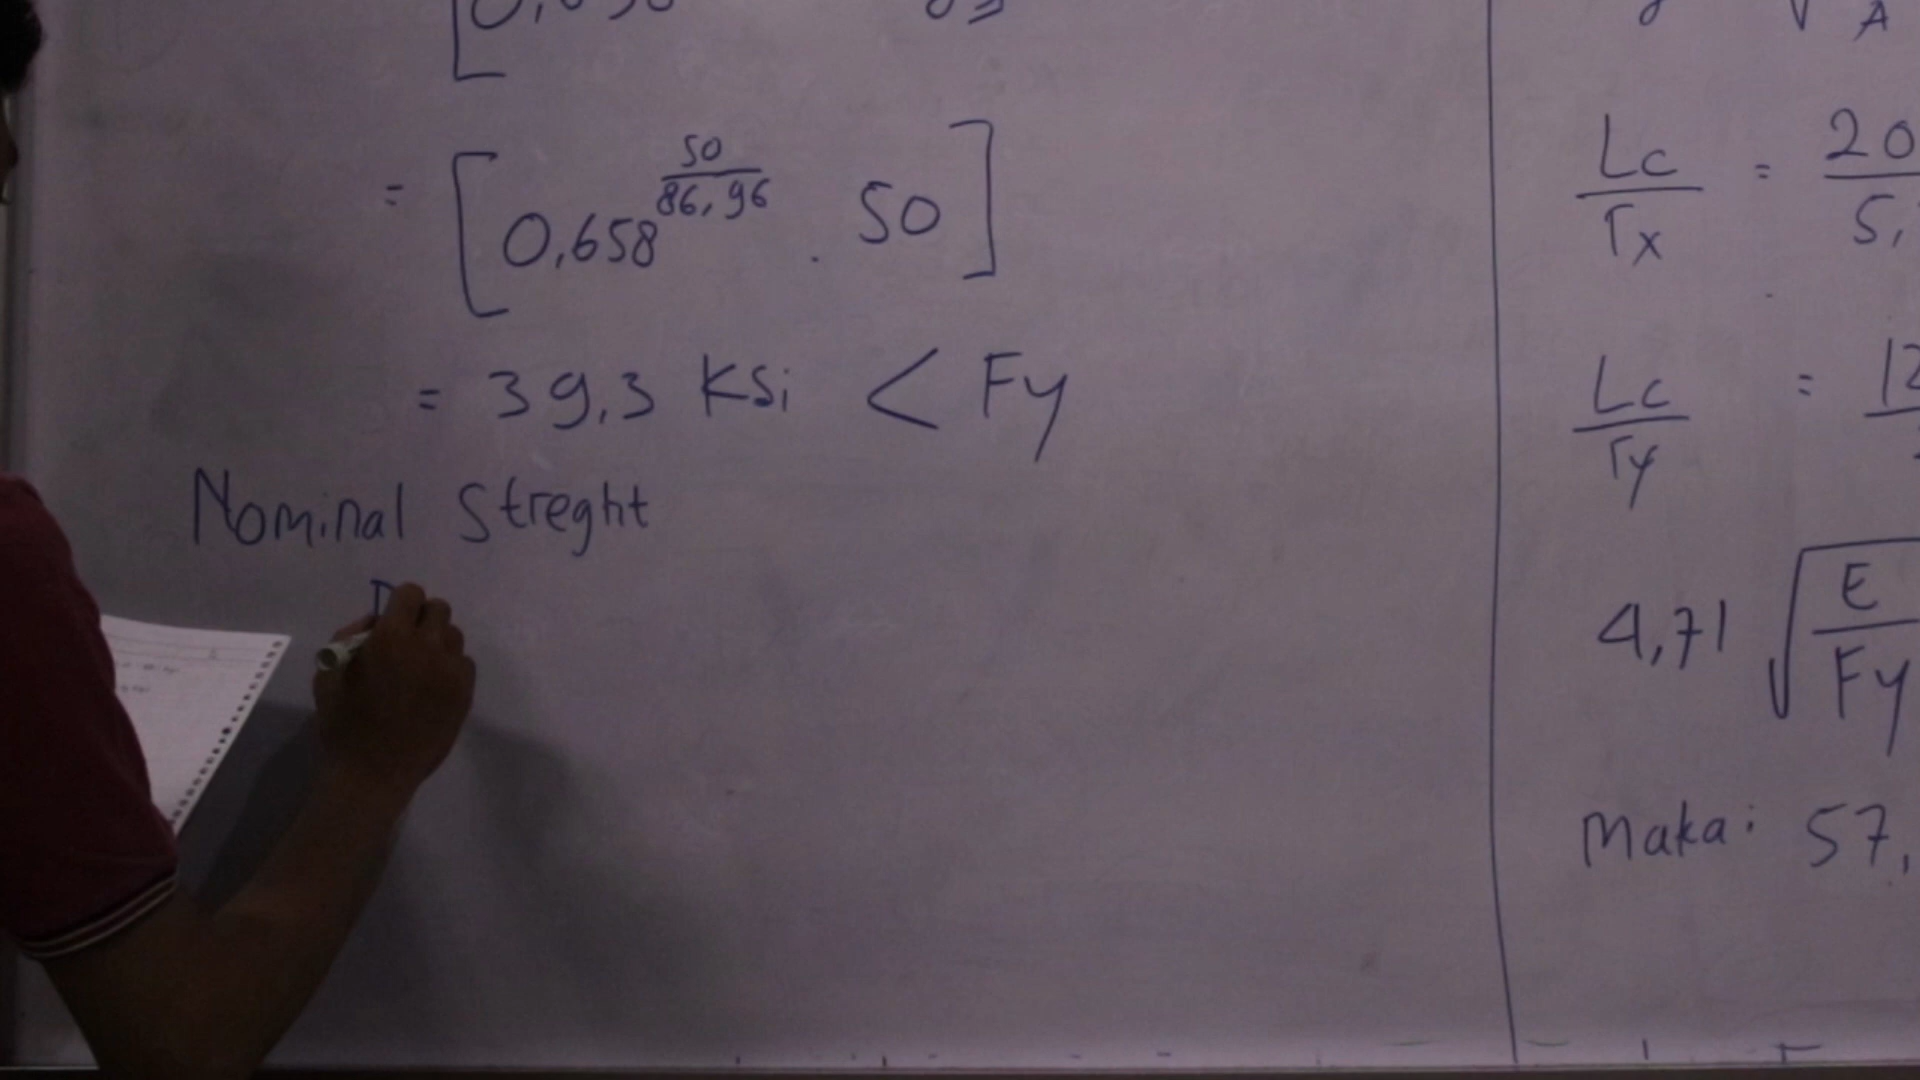 = [0,658^(50/86,96) . 50]
= 39,3 Ksi < Fy
Nominal Streght
A
Lc/rx = 20
5,
Lc/ry = 12
4,71 √(E/Fy)
Maka: 57,